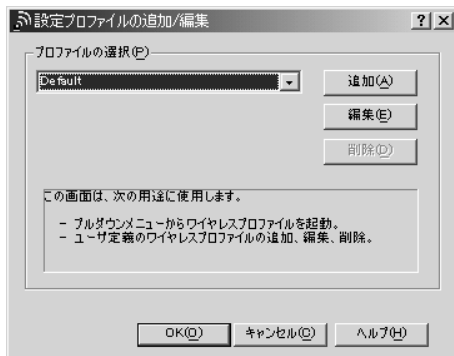 設定プロファイルの追加/編集
プロファイルの選択(P)
Default
追加(A)
編集(E)
削除(D)
この画面は、次の用途に使用します。
- プルダウンメニューからワイヤレスプロファイルを起動。
- ユーザ定義のワイヤレスプロファイルの追加、編集、削除。
OK(O)
キャンセル(C)
ヘルプ(H)